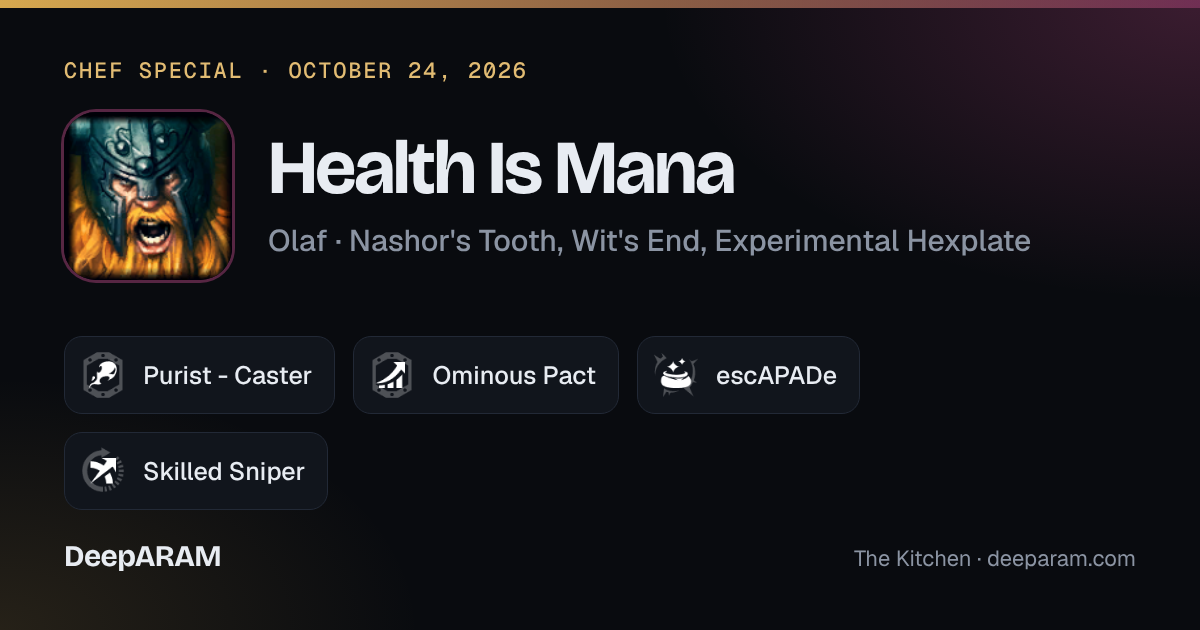 CHEF SPECIAL · OCTOBER 24, 2026
Health Is Mana
Olaf · Nashor's Tooth, Wit's End, Experimental Hexplate
Purist - Caster
Ominous Pact
escAPADe
Skilled Sniper
DeepARAM
The Kitchen · deeparam.com